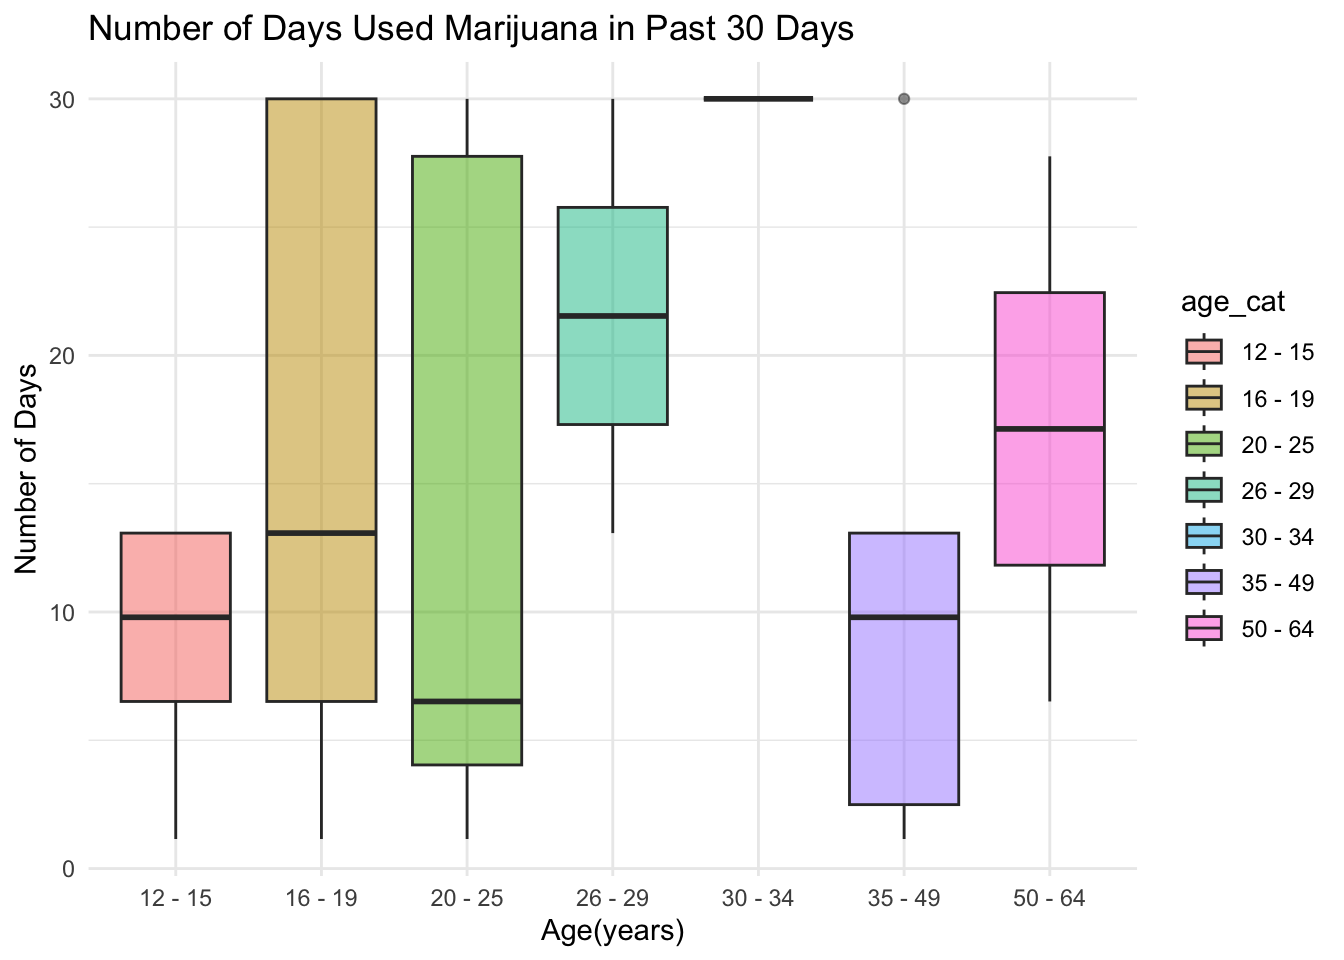 Number of Days Used Marijuana in Past 30 Days
30
20
10
0
Number of Days
12 - 15
16 - 19
20 - 25
26 - 29
30 - 34
35 - 49
50 - 64
Age(years)
age_cat
12 - 15
16 - 19
20 - 25
26 - 29
30 - 34
35 - 49
50 - 64